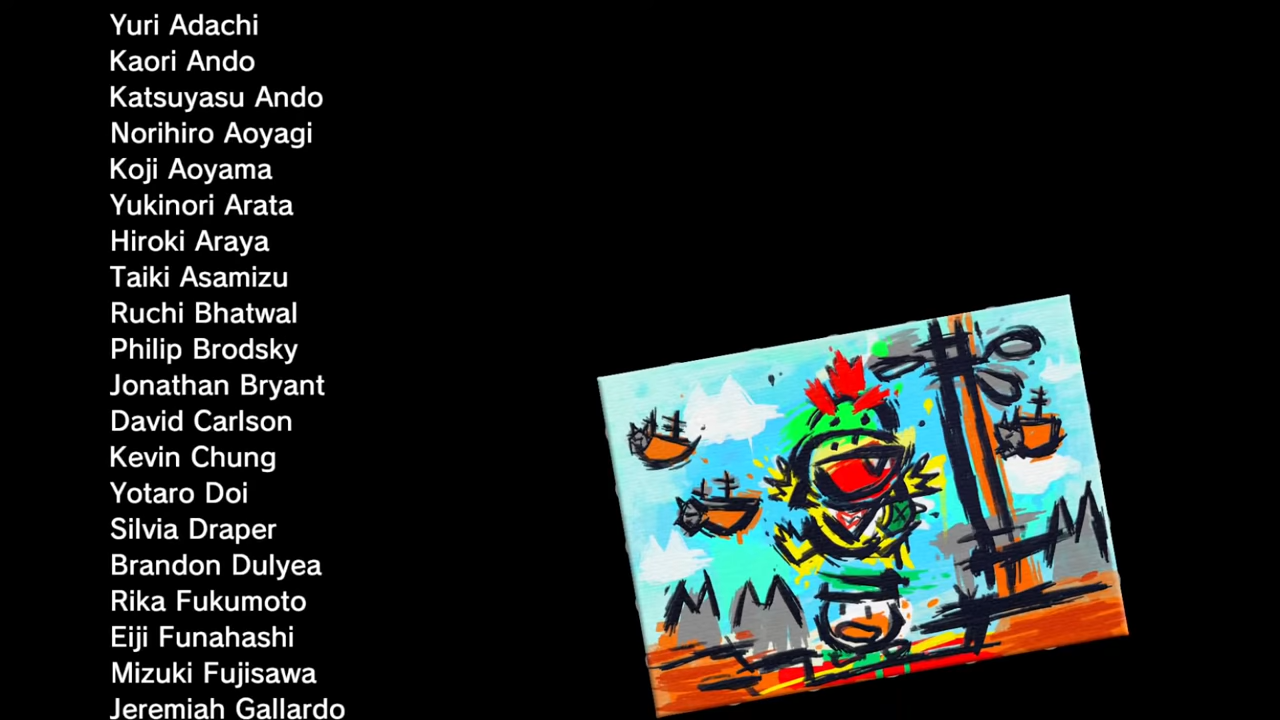 Yuri Adachi
Kaori Ando
Katsuyasu Ando
Norihiro Aoyagi
Koji Aoyama
Yukinori Arata
Hiroki Araya
Taiki Asamizu
Ruchi Bhatwal
Philip Brodsky
Jonathan Bryant
David Carlson
Kevin Chung
Yotaro Doi
Silvia Draper
Brandon Dulyea
Rika Fukumoto
Eiji Funahashi
Mizuki Fujisawa
Jeremiah Gallardo